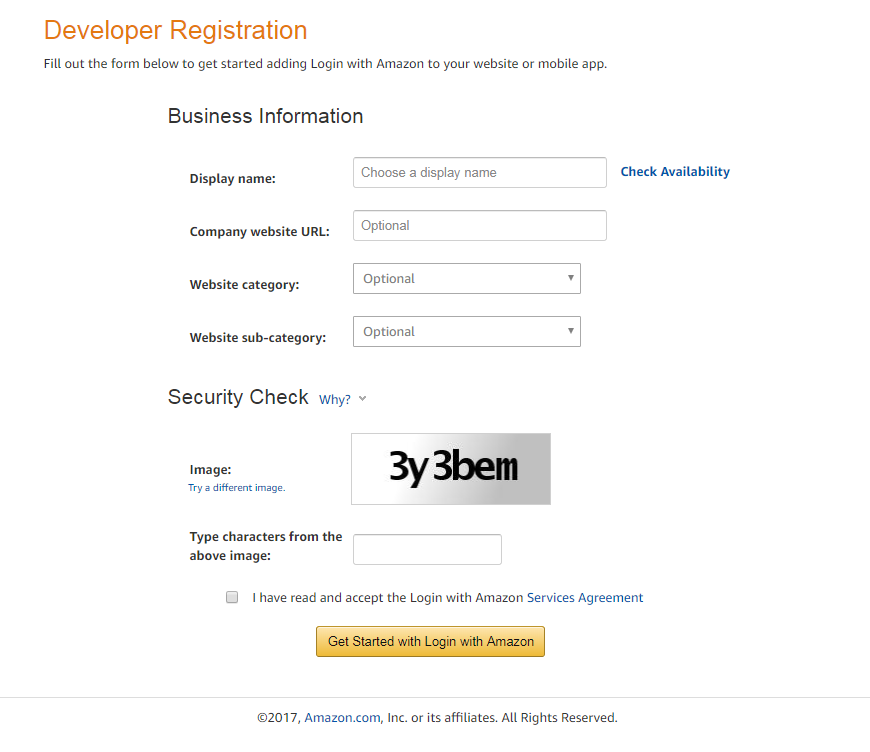 Developer Registration
Fill out the form below to get started adding Login with Amazon to your website or mobile app.
Business Information
Display name: Choose a display name Check Availability
Company website URL: Optional
Website category: Optional
Website sub-category: Optional
Security Check Why?
3y3bem
Image:
Try a different image.
Type characters from the
above image:
I have read and accept the Login with Amazon Services Agreement
Get Started with Login with Amazon
©2017, Amazon.com, Inc. or its affiliates. All Rights Reserved.